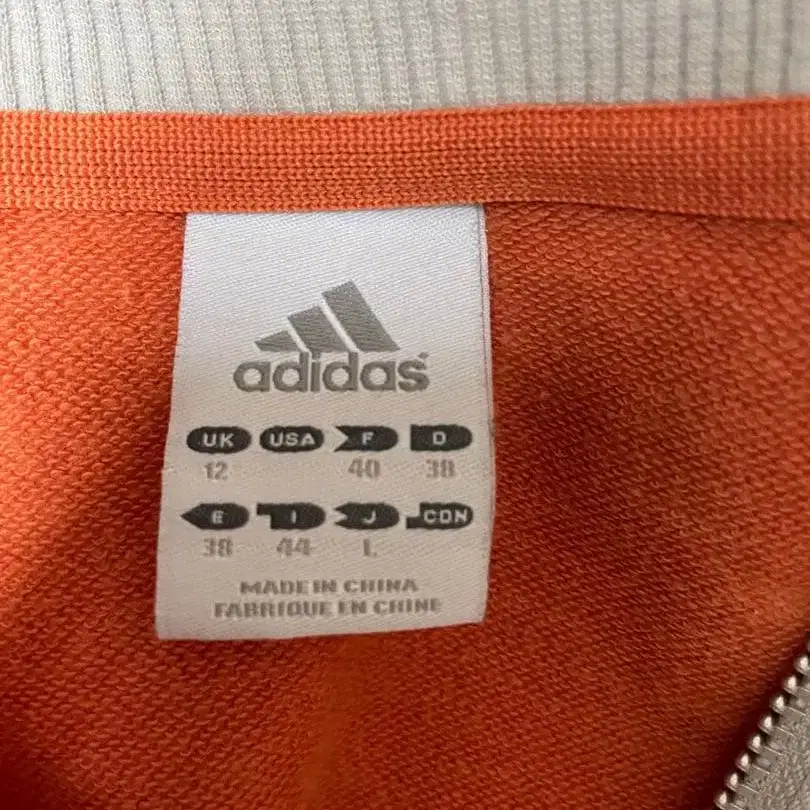 adidas
UK USA F D
12 40 38
E I J CDN
38 44 L
MADE IN CHINA
FABRIQUE EN CHINE